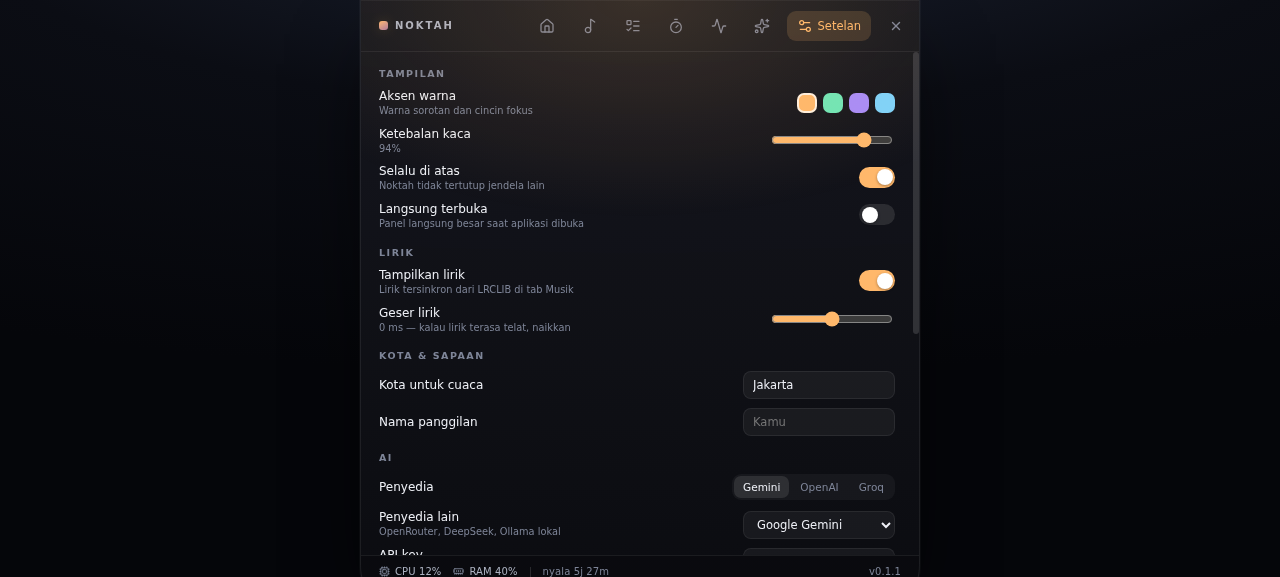 NOKTAH
Setelan
TAMPILAN
Aksen warna
Warna sorotan dan cincin fokus
Ketebalan kaca
94%
Selalu di atas
Noktah tidak tertutup jendela lain
Langsung terbuka
Panel langsung besar saat aplikasi dibuka
LIRIK
Tampilkan lirik
Lirik tersinkron dari LRCLIB di tab Musik
Geser lirik
0 ms — kalau lirik terasa telat, naikkan
KOTA & SAPAAN
Kota untuk cuaca
Jakarta
Nama panggilan
Kamu
AI
Penyedia
Gemini OpenAI Groq
Penyedia lain
OpenRouter, DeepSeek, Ollama lokal
Google Gemini
API key
CPU 12% RAM 40% nyala 5j 27m v0.1.1